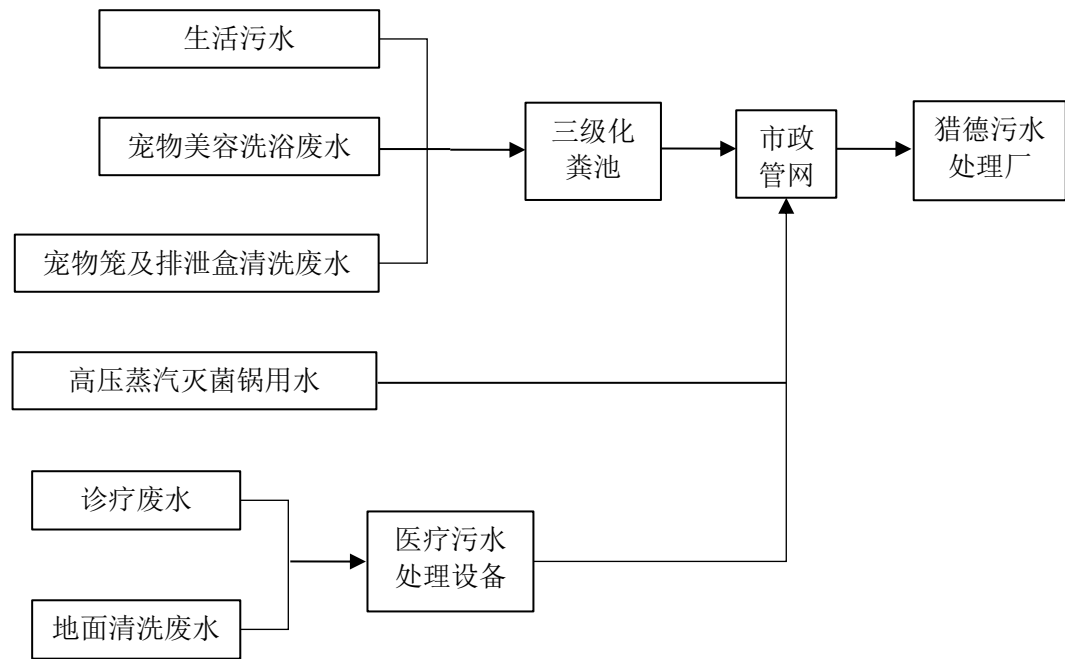 生活污水
宠物美容洗浴废水
宠物笼及排泄盒清洗废水
三级化
粪池
市政
管网
猎德污水
处理厂
高压蒸汽灭菌锅用水
诊疗废水
地面清洗废水
医疗污水
处理设备